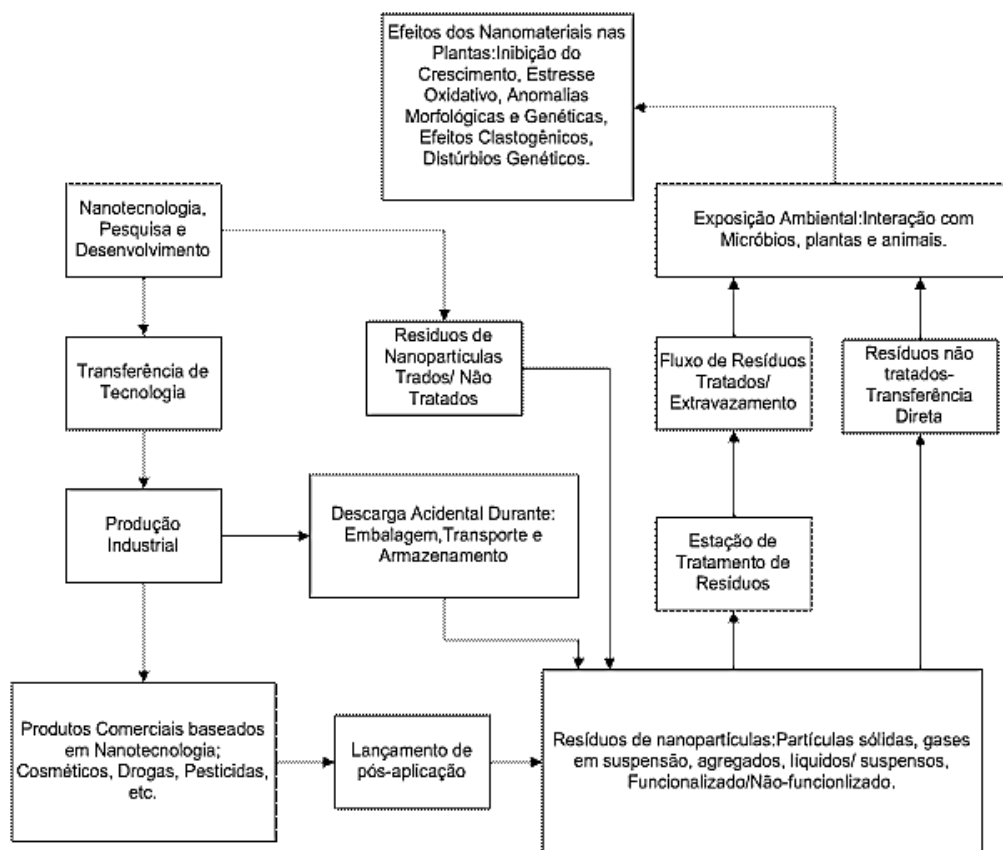 Efeitos dos Nanomateriais nas
Plantas:Inibição do
Crescimento, Estresse
Oxidativo, Anomalias
Morfológicas e Genéticas,
Efeitos Clastogênicos,
Distúrbios Genéticos.
Nanotecnologia,
Pesquisa e
Desenvolvimento
Exposição Ambiental:Interação com
Micróbios, plantas e animais.
Transferência de
Tecnologia
Resíduos de
Nanopartículas
Trados/ Não
Tratados
Fluxo de Resíduos
Tratados/
Extravazamento
Resíduos não
tratados-
Transferência
Direta
Produção
Industrial
Descarga Acidental Durante:
Embalagem,Transporte e
Armazenamento
Estação de
Tratamento de
Resíduos
Produtos Comerciais baseados
em Nanotecnologia;
Cosméticos, Drogas, Pesticidas,
etc.
Lançamento de
pós-aplicação
Resíduos de nanopartículas:Partículas sólidas, gases
em suspensão, agregados, líquidos/ suspensos,
Funcionalizado/Não-funcionlizado.